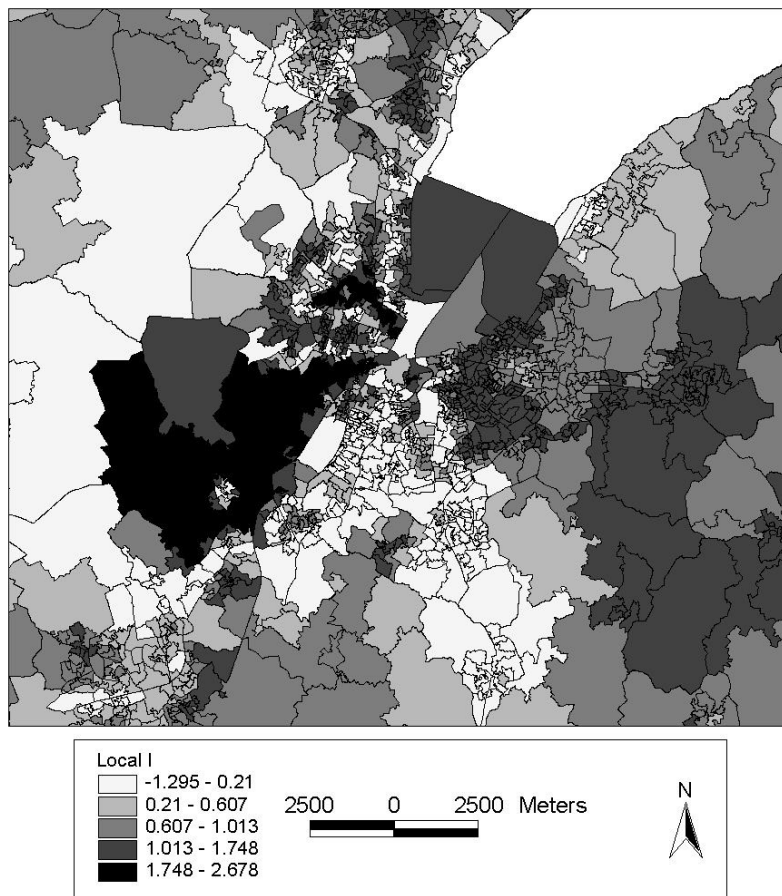 Local I
-1.295 - 0.21
0.21 - 0.607
0.607 - 1.013
1.013 - 1.748
1.748 - 2.678
2500 0 2500 Meters
N